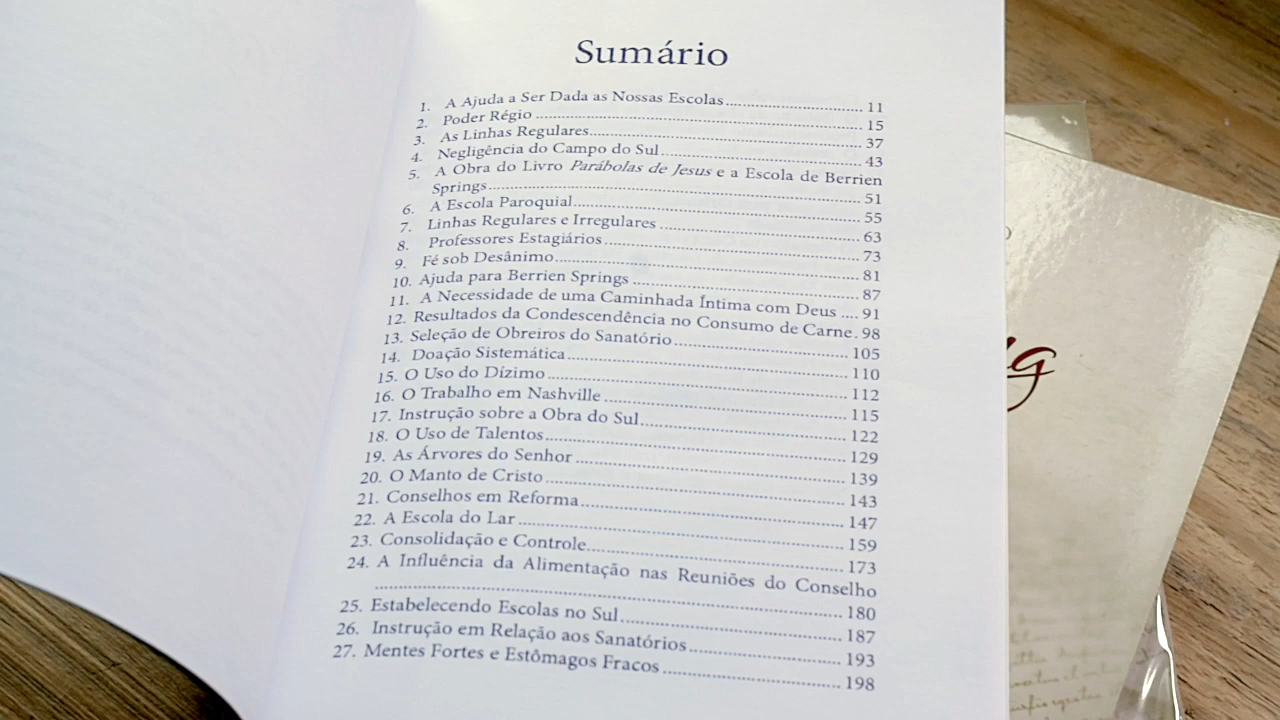 Sumário
1. A Ajuda a Ser Dada as Nossas Escolas 11
2. Poder Régio 15
3. As Linhas Regulares 37
4. Negligência do Campo do Sul 43
5. A Obra do Livro Parábolas de Jesus e a Escola de Berrien
Springs 51
6. A Escola Paroquial 55
7. Linhas Regulares e Irregulares 63
8. Professores Estagiários 73
9. Fé sob Desânimo 81
10. Ajuda para Berrien Springs 87
11. A Necessidade de uma Caminhada Íntima com Deus .... 91
12. Resultados da Condescendência no Consumo de Carne . 98
13. Seleção de Obreiros do Sanatório 105
14. Doação Sistemática 110
15. O Uso do Dízimo 112
16. O Trabalho em Nashville 115
17. Instrução sobre a Obra do Sul 122
18. O Uso de Talentos 129
19. As Árvores do Senhor 139
20. O Manto de Cristo 143
21. Conselhos em Reforma 147
22. A Escola do Lar 159
23. Consolidação e Controle 173
24. A Influência da Alimentação nas Reuniões do Conselho
180
25. Estabelecendo Escolas no Sul 187
26. Instrução em Relação aos Sanatórios 193
27. Mentes Fortes e Estômagos Fracos 198